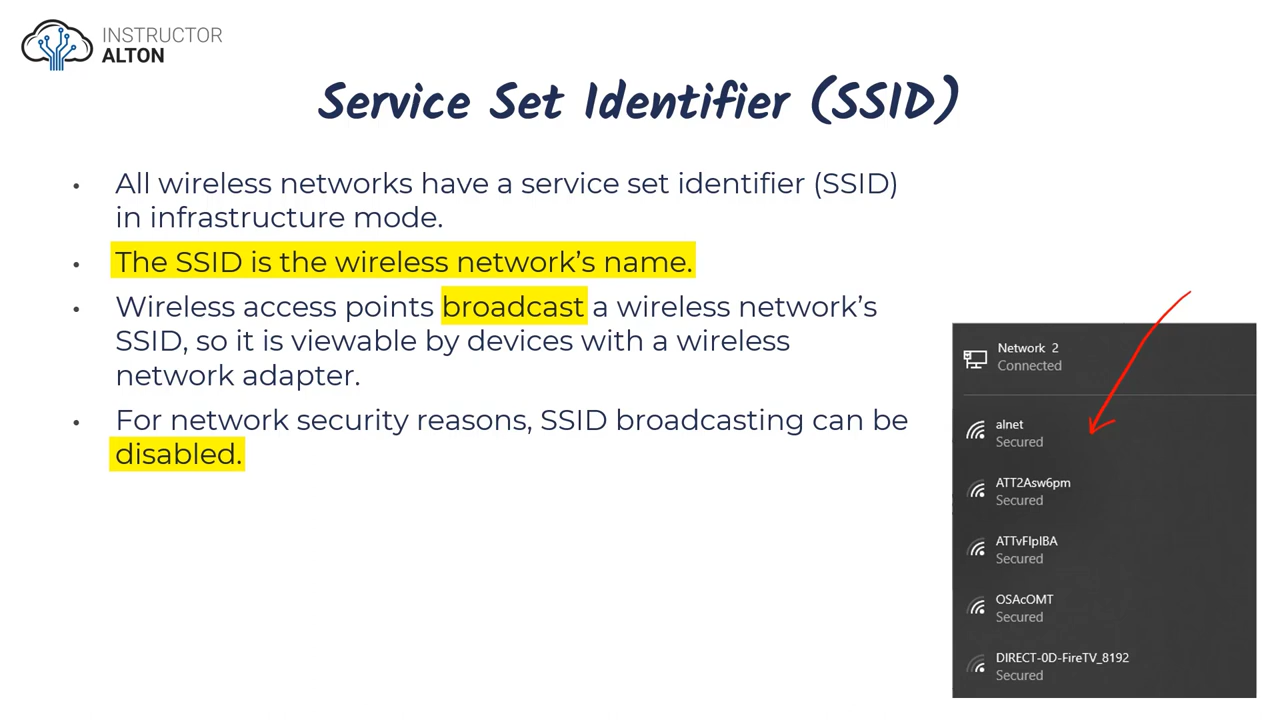 INSTRUCTOR
ALTON
Service Set Identifier (SSID)
• All wireless networks have a service set identifier (SSID)
in infrastructure mode.
• The SSID is the wireless network’s name.
• Wireless access points broadcast a wireless network’s
SSID, so it is viewable by devices with a wireless
network adapter.
• For network security reasons, SSID broadcasting can be
disabled.
Network 2
Connected
alnet
Secured
ATT2Asw6pm
Secured
ATTvFIpIBA
Secured
OSAcOMT
Secured
DIRECT-0D-FireTV_8192
Secured